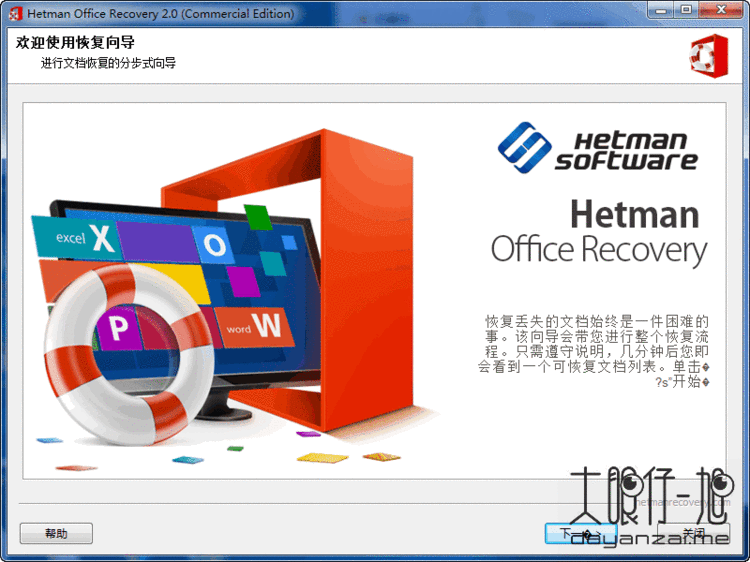 Hetman Office Recovery 2.0 (Commercial Edition)
欢迎使用恢复向导
进行文档恢复的分步式向导
HETMAN
SOFTWARE
Hetman
Office Recovery
excel X
O
P
word W
恢复丢失的文档始终是一件困难的
事。该向导会带您进行整个恢复流
程。只需遵守说明，几分钟后您即
会看到一个可恢复文档列表。单击�
?s”开始�
大眼仔~旭
hetmanrecovery.com
帮助
下一�>
关闭
dayanzai.me